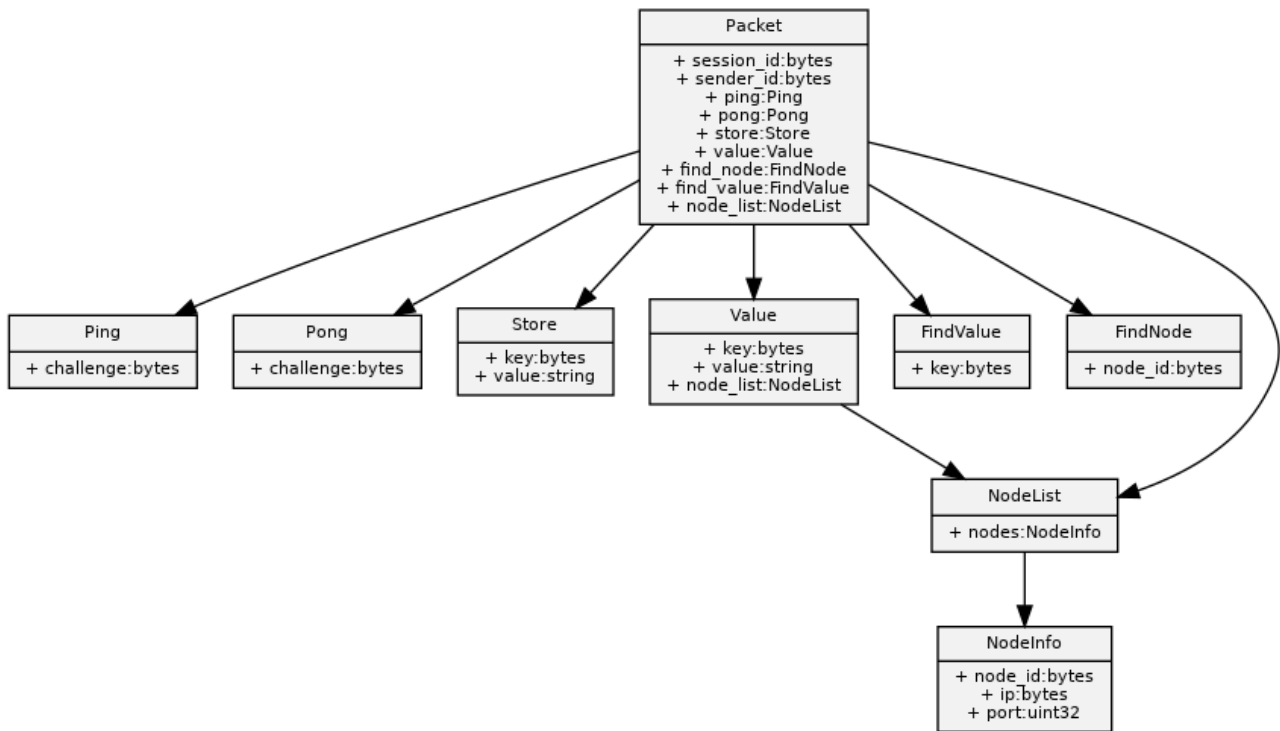 Packet
+ session_id:bytes
+ sender_id:bytes
+ ping:Ping
+ pong:Pong
+ store:Store
+ value:Value
+ find_node:FindNode
+ find_value:FindValue
+ node_list:NodeList
Ping
+ challenge:bytes
Pong
+ challenge:bytes
Store
+ key:bytes
+ value:string
Value
+ key:bytes
+ value:string
+ node_list:NodeList
FindValue
+ key:bytes
FindNode
+ node_id:bytes
NodeList
+ nodes:NodeInfo
NodeInfo
+ node_id:bytes
+ ip:bytes
+ port:uint32